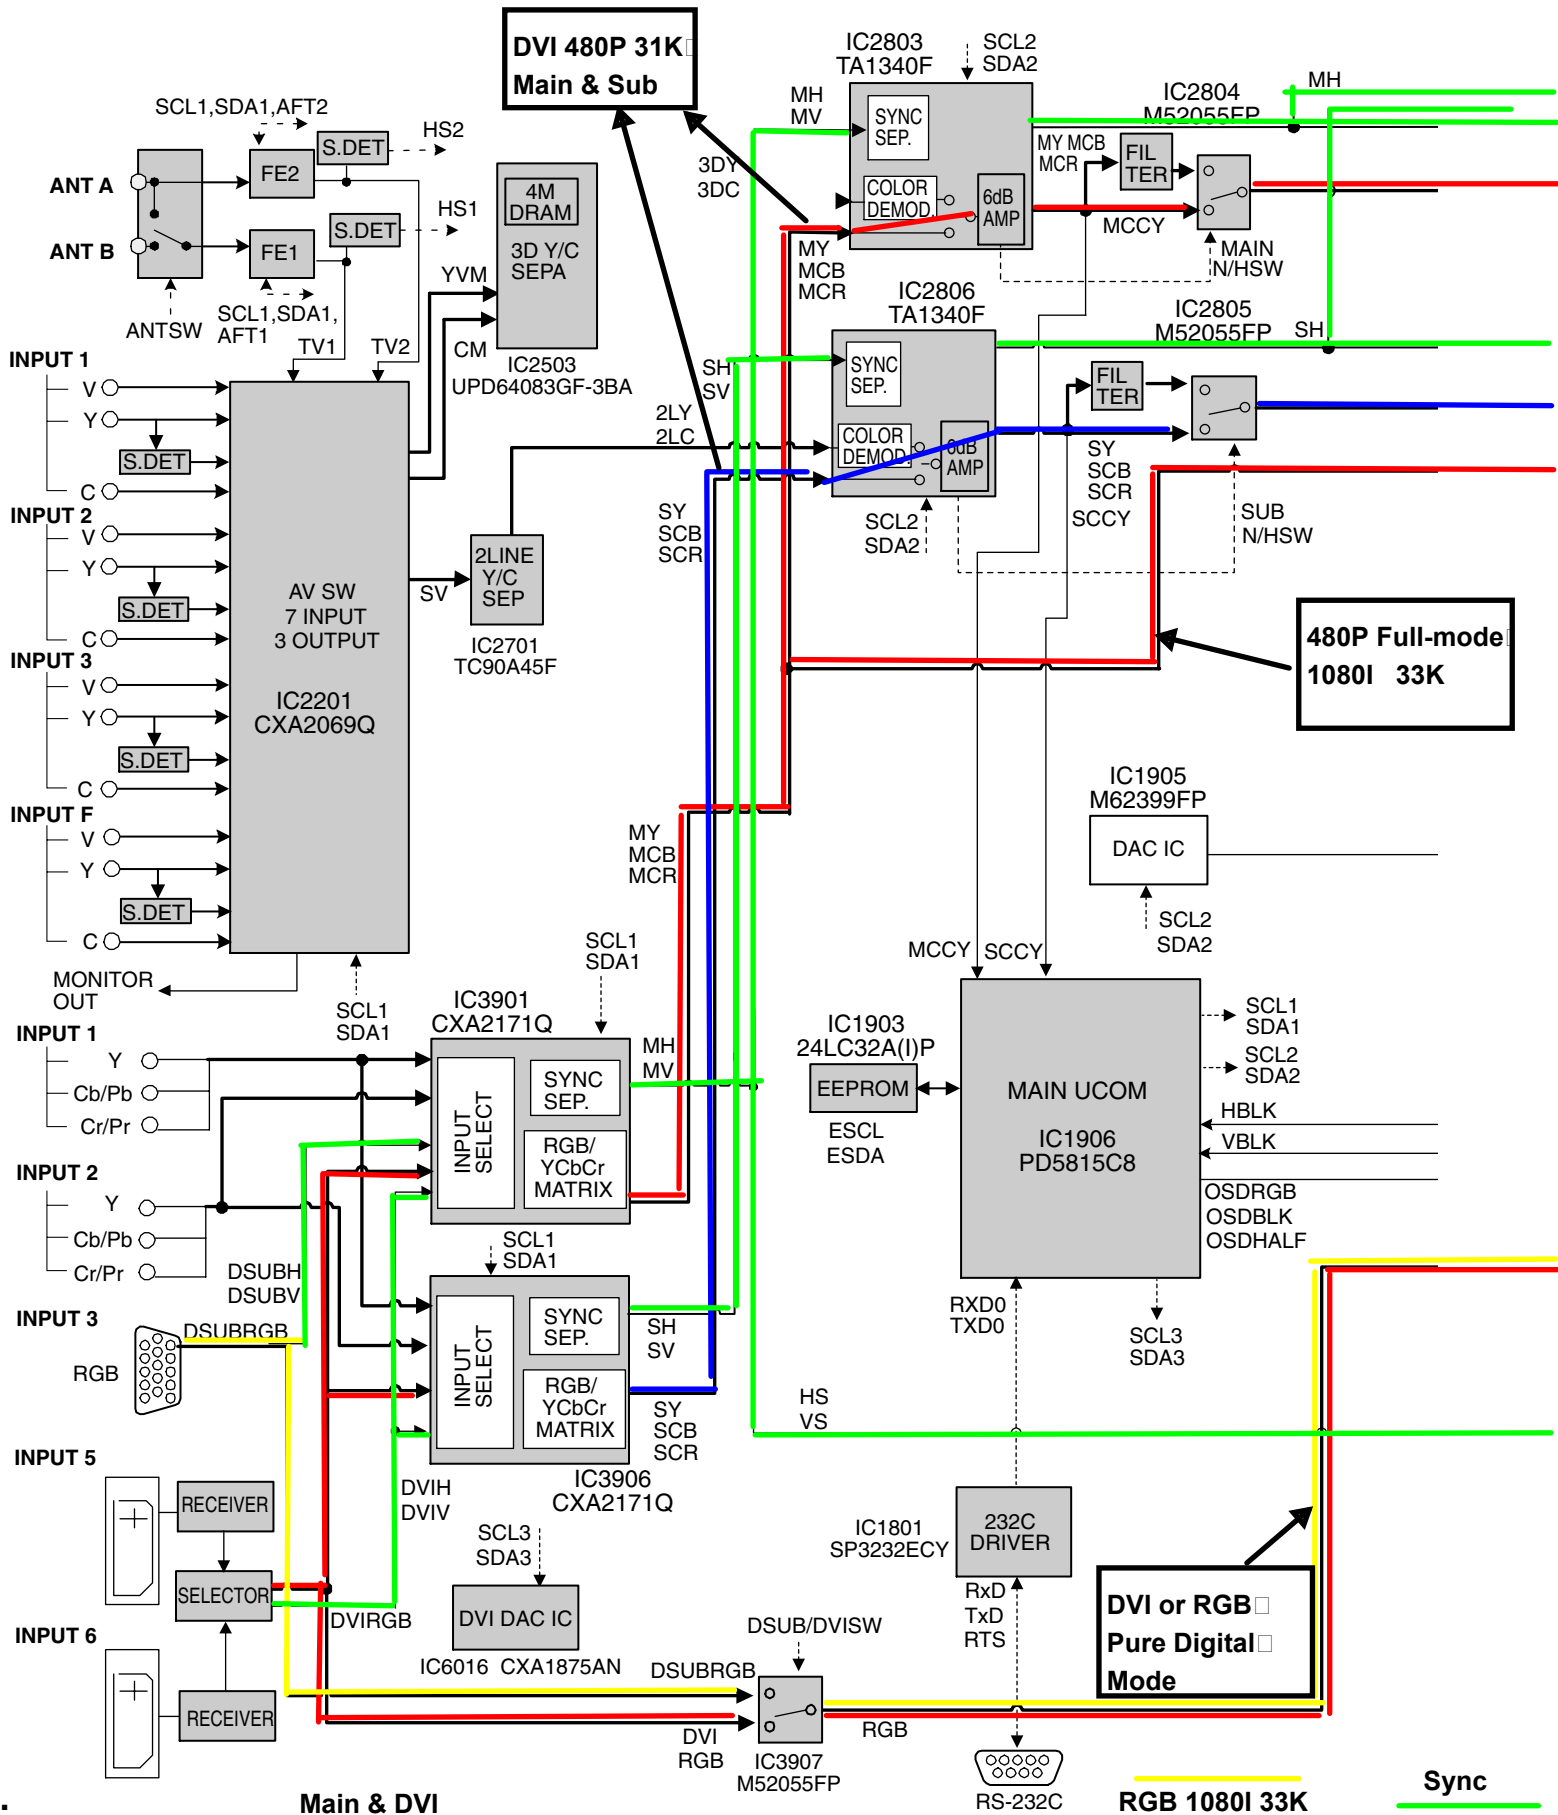 DVI 480P 31K
Main & Sub
IC2803
TA1340F
SCL2
SDA2
MH
MV
SYNC
SEP.
IC2804
M52055FP
MH
SCL1,SDA1,AFT2
S.DET
HS2
FE2
ANT A
ANT B
S.DET
HS1
FE1
SCL1,SDA1,
AFT1
ANTSW
TV1
TV2
4M
DRAM
3D Y/C
SEPA
YVM
CM
IC2503
UPD64083GF-3BA
3DY
3DC
COLOR
DEMOD.
6dB
AMP
MY MCB
MCR
FIL
TER
MCCY
MAIN
N/HSW
MY
MCB
MCR
IC2806
TA1340F
IC2805
M52055FP
SH
SH
SV
SYNC
SEP.
FIL
TER
2LY
2LC
COLOR
DEMOD.
6dB
AMP
SY
SCB
SCR
SCCY
SUB
N/HSW
SCL2
SDA2
SY
SCB
SCR
INPUT 1
V
Y
S.DET
C
INPUT 2
V
Y
S.DET
C
INPUT 3
V
Y
S.DET
C
INPUT F
V
Y
S.DET
C
MONITOR
OUT
AV SW
7 INPUT
3 OUTPUT
IC2201
CXA2069Q
SCL1
SDA1
SV
2LINE
Y/C
SEP
IC2701
TC90A45F
480P Full-mode
1080I 33K
IC1905
M62399FP
DAC IC
SCL2
SDA2
MY
MCB
MCR
MCCY
SCCY
SCL1
SDA1
IC3901
CXA2171Q
INPUT
SELECT
SYNC
SEP.
RGB/
YCbCr
MATRIX
MH
MV
INPUT 1
Y
Cb/Pb
Cr/Pr
INPUT 2
Y
Cb/Pb
Cr/Pr
IC1903
24LC32A(I)P
EEPROM
ESCL
ESDA
MAIN UCOM
IC1906
PD5815C8
SCL1
SDA1
SCL2
SDA2
HBLK
VBLK
OSDRGB
OSDBLK
OSDHALF
SCL1
SDA1
DSUBH
DSUBV
INPUT 3
DSUBRGB
RGB
INPUT
SELECT
SYNC
SEP.
RGB/
YCbCr
MATRIX
SH
SV
SY
SCB
SCR
IC3906
CXA2171Q
RXD0
TXD0
SCL3
SDA3
HS
VS
INPUT 5
RECEIVER
SELECTOR
DVIH
DVIV
DVIRGB
INPUT 6
RECEIVER
SCL3
SDA3
DVI DAC IC
IC6016 CXA1875AN
DSUB/DVISW
DSUBRGB
DVI
RGB
IC3907
M52055FP
RGB
IC1801
SP3232ECY
232C
DRIVER
RxD
TxD
RTS
RS-232C
DVI or RGB
Pure Digital
Mode
Main & DVI
RGB 1080I 33K
Sync